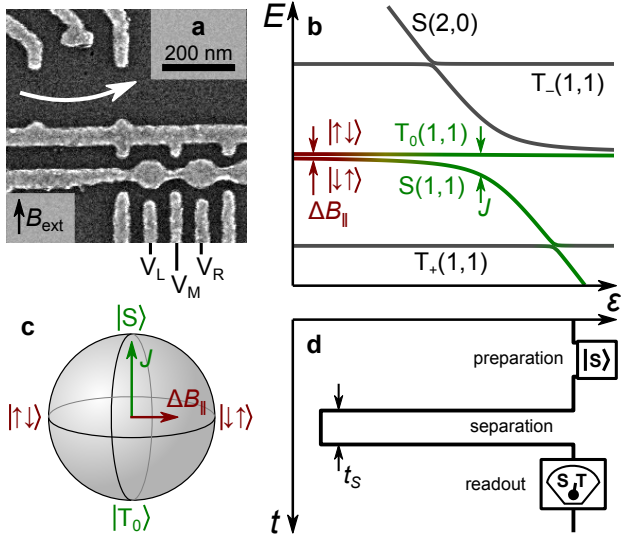 a
200 nm
B_ext
V_L
V_M
V_R
b
E
S(2,0)
T₋(1,1)
|↑↓⟩
T₀(1,1)
|↓↑⟩
S(1,1)
ΔB_∥
J
T₊(1,1)
ε
c
|S⟩
J
ΔB_∥
|↑↓⟩
|↓↑⟩
|T₀⟩
d
preparation
|S⟩
separation
t_S
readout
S T
t